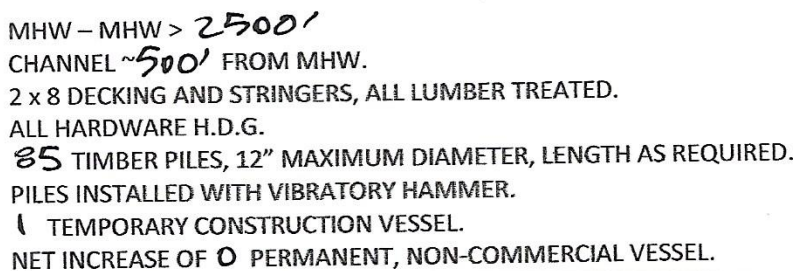 MHW – MHW > 2500'
CHANNEL ~500' FROM MHW.
2 x 8 DECKING AND STRINGERS, ALL LUMBER TREATED.
ALL HARDWARE H.D.G.
85 TIMBER PILES, 12" MAXIMUM DIAMETER, LENGTH AS REQUIRED.
PILES INSTALLED WITH VIBRATORY HAMMER.
1 TEMPORARY CONSTRUCTION VESSEL.
NET INCREASE OF 0 PERMANENT, NON-COMMERCIAL VESSEL.